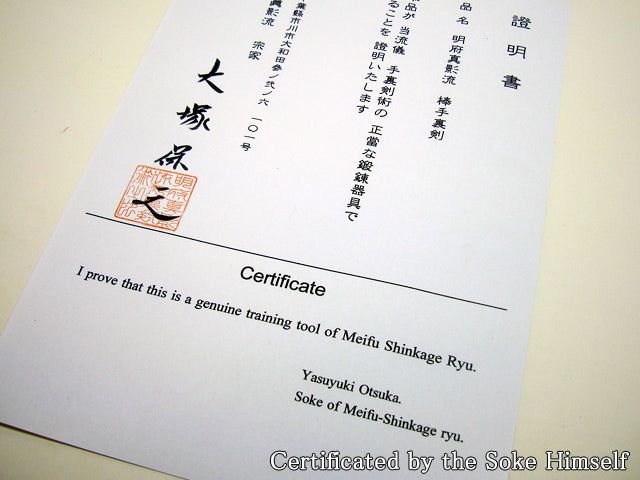 證明書
品名 明府真影流 棒手裏剣
本品が 当流儀 手裏剣術の 正當な鍛錬器具で
ることを 證明いたします
葉縣市川市大和田參ノ弐ノ六 一〇一号
影流 宗家
大塚保之
Certificate
I prove that this is a genuine training tool of Meifu Shinkage Ryu.
Yasuyuki Otsuka.
Soke of Meifu-Shinkage ryu.
Certificated by the Soke Himself